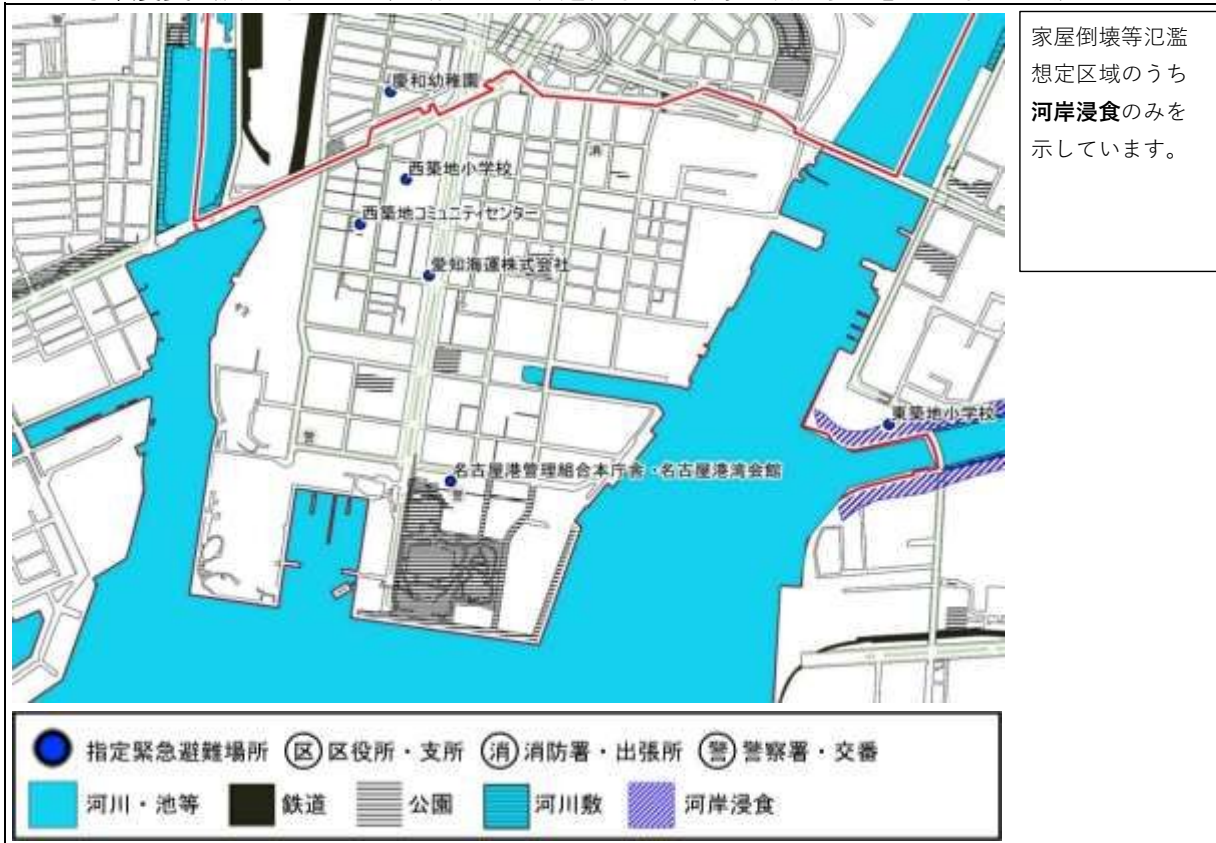 家屋倒壊等氾濫
想定区域のうち
河岸浸食のみを
示しています。
慶和幼稚園
消
西築地小学校
西築地コミュニティセンター
愛知海運株式会社
東築地小学校
警
名古屋港管理組合本庁舎・名古屋港湾会館
警
指定緊急避難場所 区 区役所・支所 消 消防署・出張所 警 警察署・交番
河川・池等 鉄道 公園 河川敷 河岸浸食